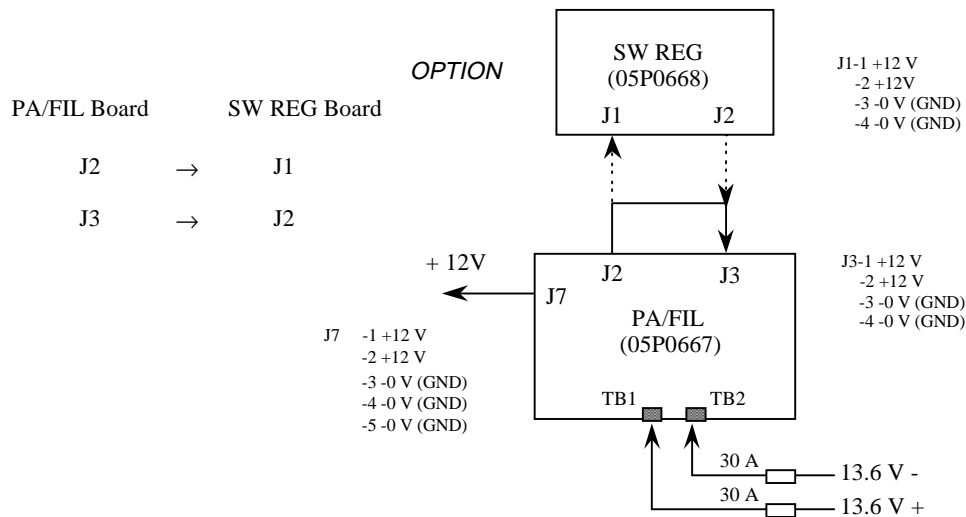 OPTION
SW REG
(05P0668)
J1 J2
J1-1 +12 V
-2 +12V
-3 -0 V (GND)
-4 -0 V (GND)
PA/FIL Board SW REG Board
J2 → J1
J3 → J2
+ 12V
J7
J2 J3
PA/FIL
(05P0667)
TB1 TB2
J3-1 +12 V
-2 +12 V
-3 -0 V (GND)
-4 -0 V (GND)
J7 -1 +12 V
-2 +12 V
-3 -0 V (GND)
-4 -0 V (GND)
-5 -0 V (GND)
30 A 13.6 V -
30 A 13.6 V +